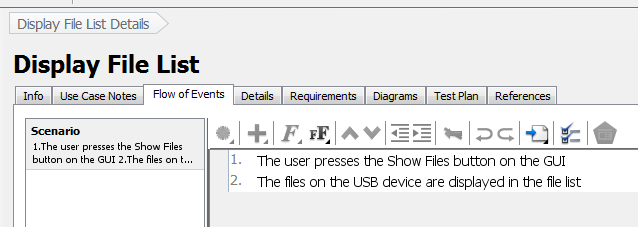 Display File List Details
Display File List
Info Use Case Notes Flow of Events Details Requirements Diagrams Test Plan References
Scenario
1.The user presses the Show Files
button on the GUI 2.The files on t...
F FF
1. The user presses the Show Files button on the GUI
2. The files on the USB device are displayed in the file list